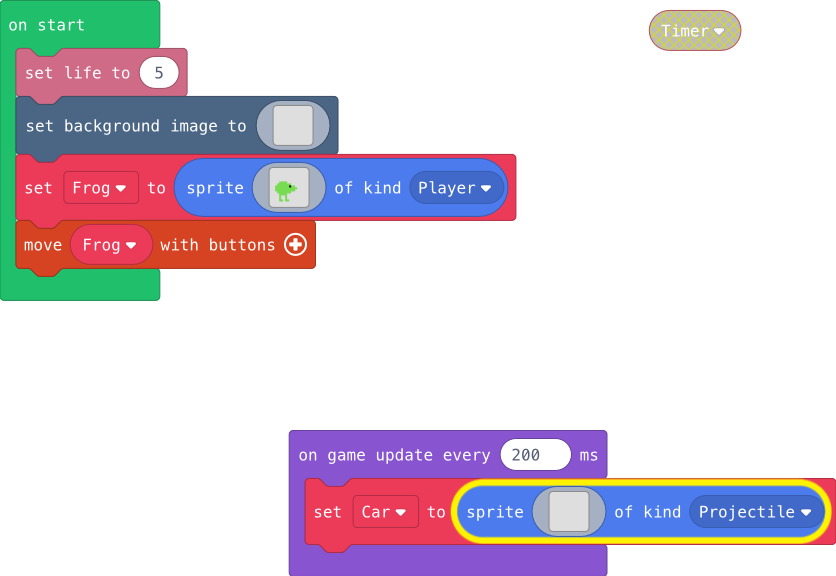 on start
Timer
set life to 5
set background image to
set Frog to sprite of kind Player
move Frog with buttons
on game update every 200 ms
set Car to sprite of kind Projectile